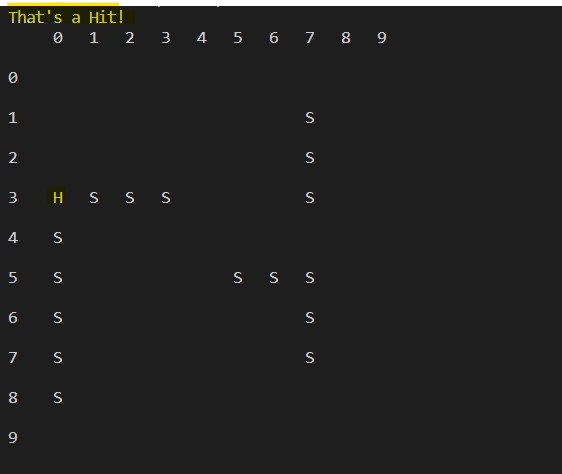 That's a Hit!
0 1 2 3 4 5 6 7 8 9
0
1 S
2 S
3 H S S S S
4 S
5 S S S S
6 S S
7 S S
8 S
9